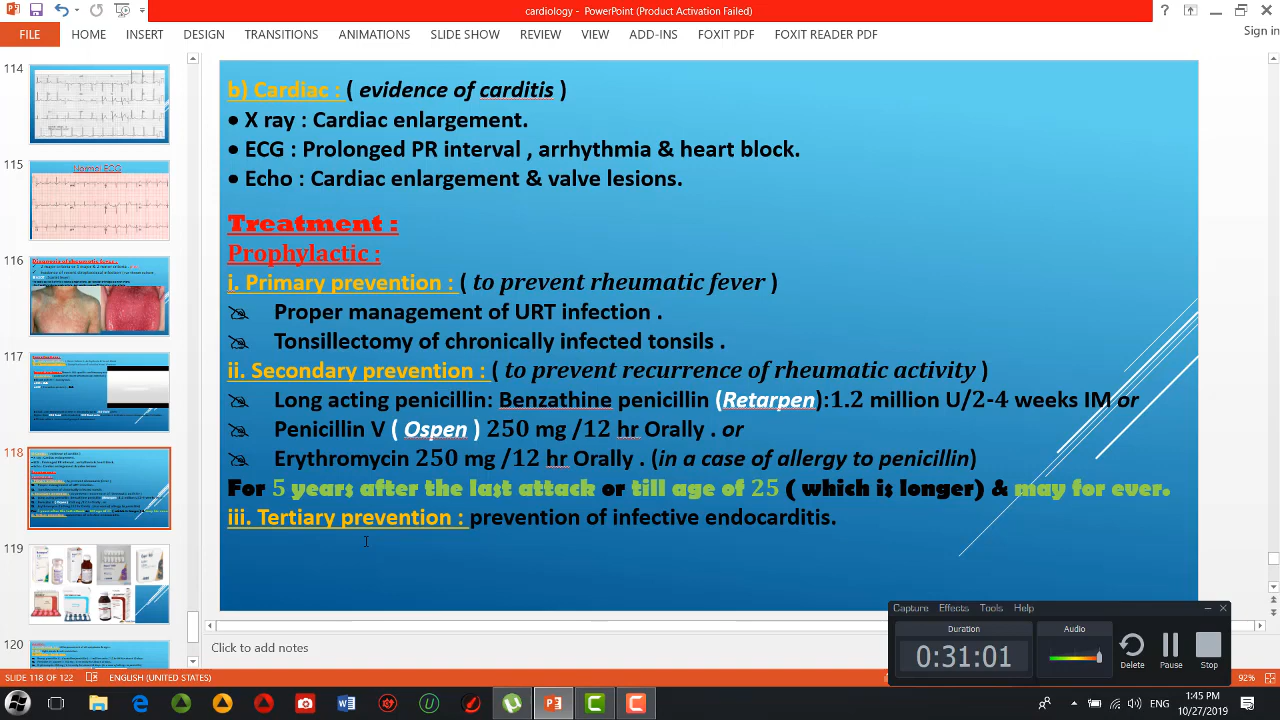 cardiology - PowerPoint (Product Activation Failed)
FILE HOME INSERT DESIGN TRANSITIONS ANIMATIONS SLIDE SHOW REVIEW VIEW ADD-INS FOXIT PDF FOXIT READER PDF Sign in
114
115
Normal ECG
116
Diagnosis of rheumatic fever :
117
118
119
120
b) Cardiac : ( evidence of carditis )
• X ray : Cardiac enlargement.
• ECG : Prolonged PR interval , arrhythmia & heart block.
• Echo : Cardiac enlargement & valve lesions.
Treatment :
Prophylactic :
i. Primary prevention : ( to prevent rheumatic fever )
Proper management of URT infection .
Tonsillectomy of chronically infected tonsils .
ii. Secondary prevention : ( to prevent recurrence of rheumatic activity )
Long acting penicillin: Benzathine penicillin (Retarpen):1.2 million U/2-4 weeks IM or
Penicillin V ( Ospen ) 250 mg /12 hr Orally . or
Erythromycin 250 mg /12 hr Orally . (in a case of allergy to penicillin)
For 5 years after the last attack or till age of 25 ( which is longer) & may for ever.
iii. Tertiary prevention : prevention of infective endocarditis.
Click to add notes
Capture Effects Tools Help
Duration
0:31:01
Audio
Delete
Pause
Stop
SLIDE 118 OF 122 ENGLISH (UNITED STATES)
92%
1:45 PM
10/27/2019